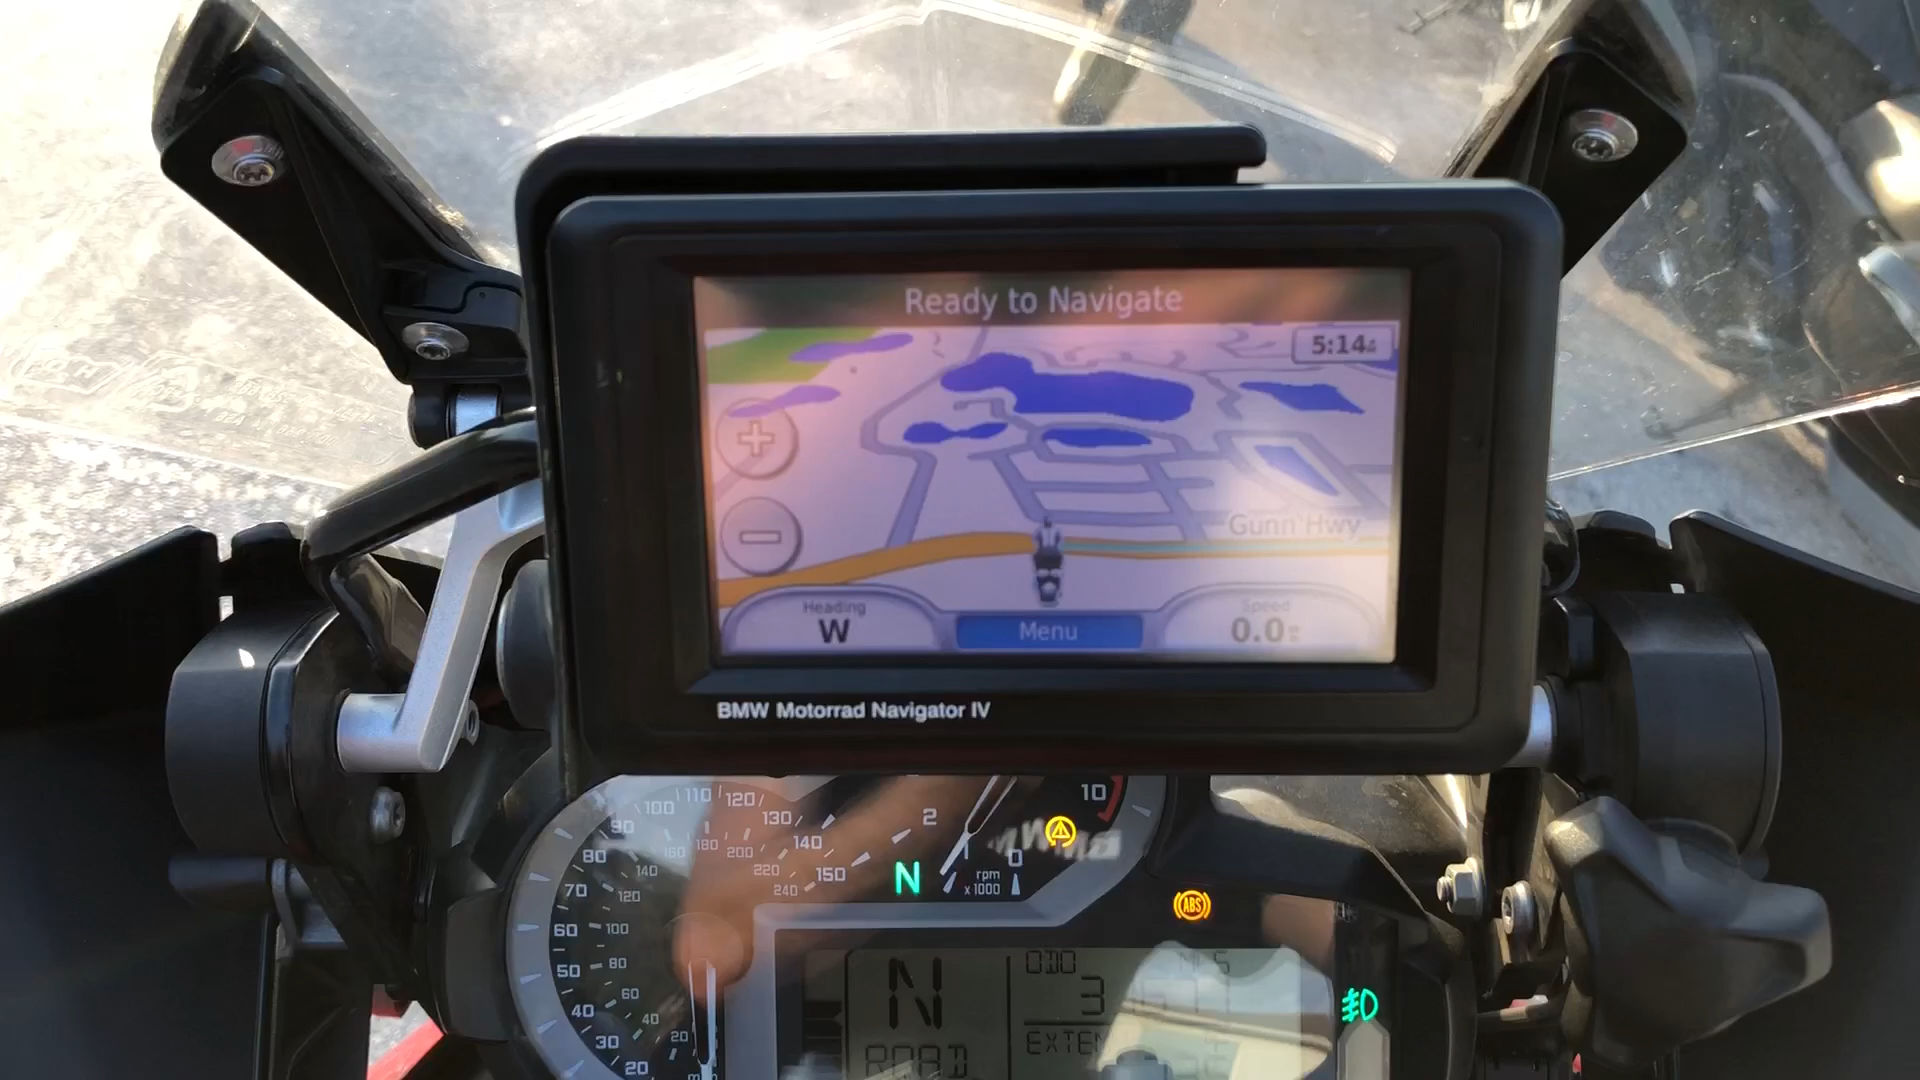 Ready to Navigate
5:14
Gunn Hwy
Heading
W
Menu
Speed
0.0
BMW Motorrad Navigator IV
110 120
100
90 130
80 140
70 150
60
50
40
30
20
180
160 200
140 220
120 240
100
80
60
40
20
2
10
1 0
N
rpm
x 1000
ABS
N
ROAD
ODO
3